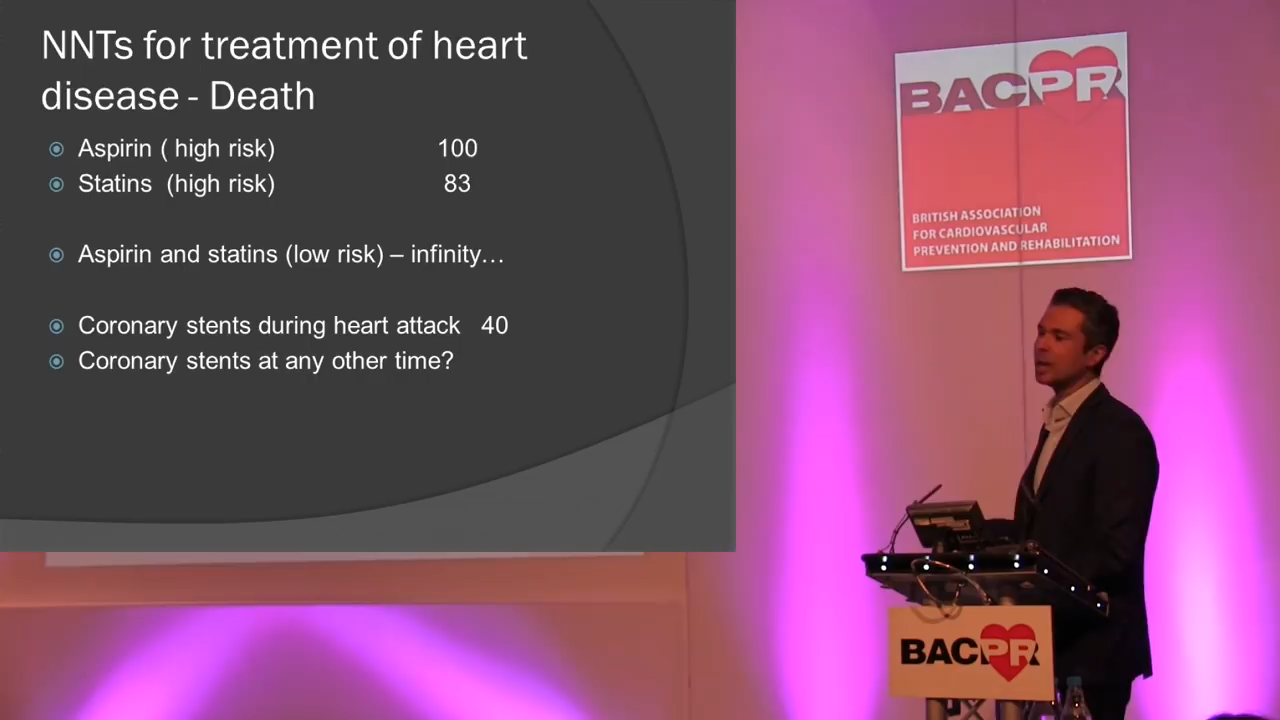 NNTs for treatment of heart
disease - Death
Aspirin ( high risk) 100
Statins (high risk) 83
Aspirin and statins (low risk) – infinity…
Coronary stents during heart attack 40
Coronary stents at any other time?
BACPR
BRITISH ASSOCIATION
FOR CARDIOVASCULAR
PREVENTION AND REHABILITATION
BACPR